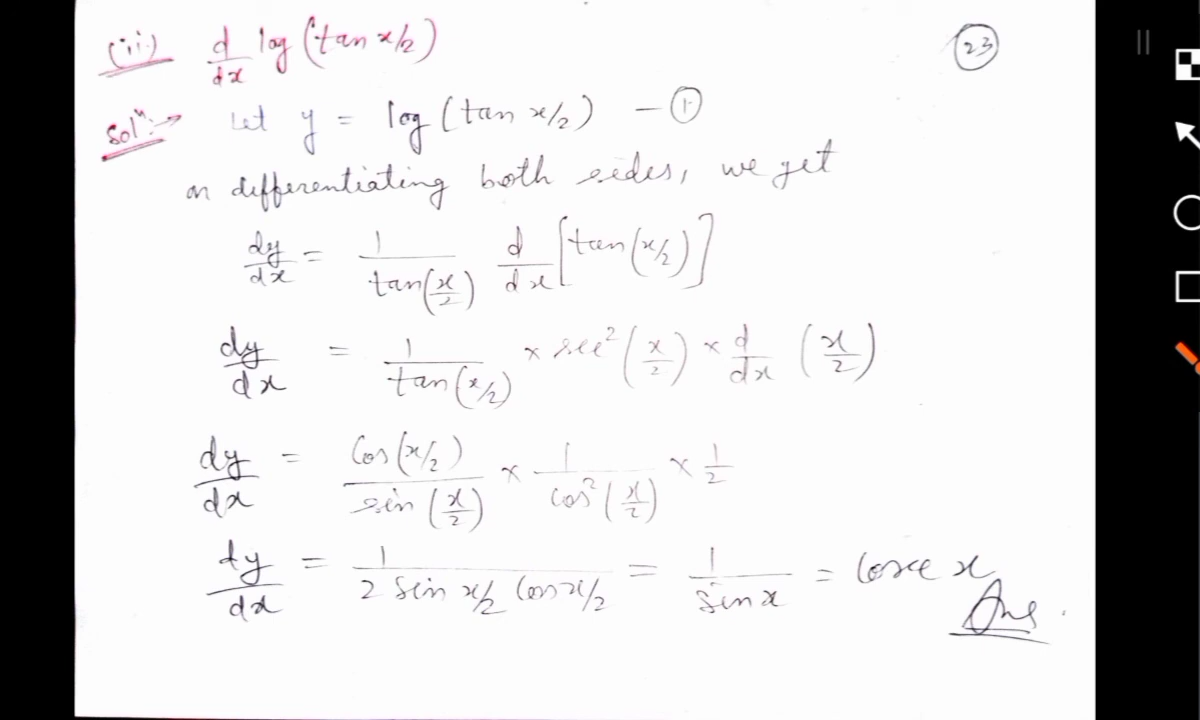 (ii) d/dx log(tan x/2)
23
Solⁿ:→ Let y = log(tan x/2) —①
on differentiating both sides, we get
dy/dx = 1/tan(x/2) d/dx [tan(x/2)]
dy/dx = 1/tan(x/2) × sec²(x/2) × d/dx (x/2)
dy/dx = Cos(x/2)/sin(x/2) × 1/cos²(x/2) × 1/2
dy/dx = 1/2 Sin x/2 Cos x/2 = 1/Sin x = Cosec x
Ans.